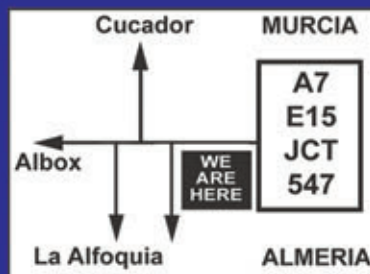 Cucador MURCIA
A7
E15
JCT
547
Albox
WE
ARE
HERE
La Alfoquia ALMERIA